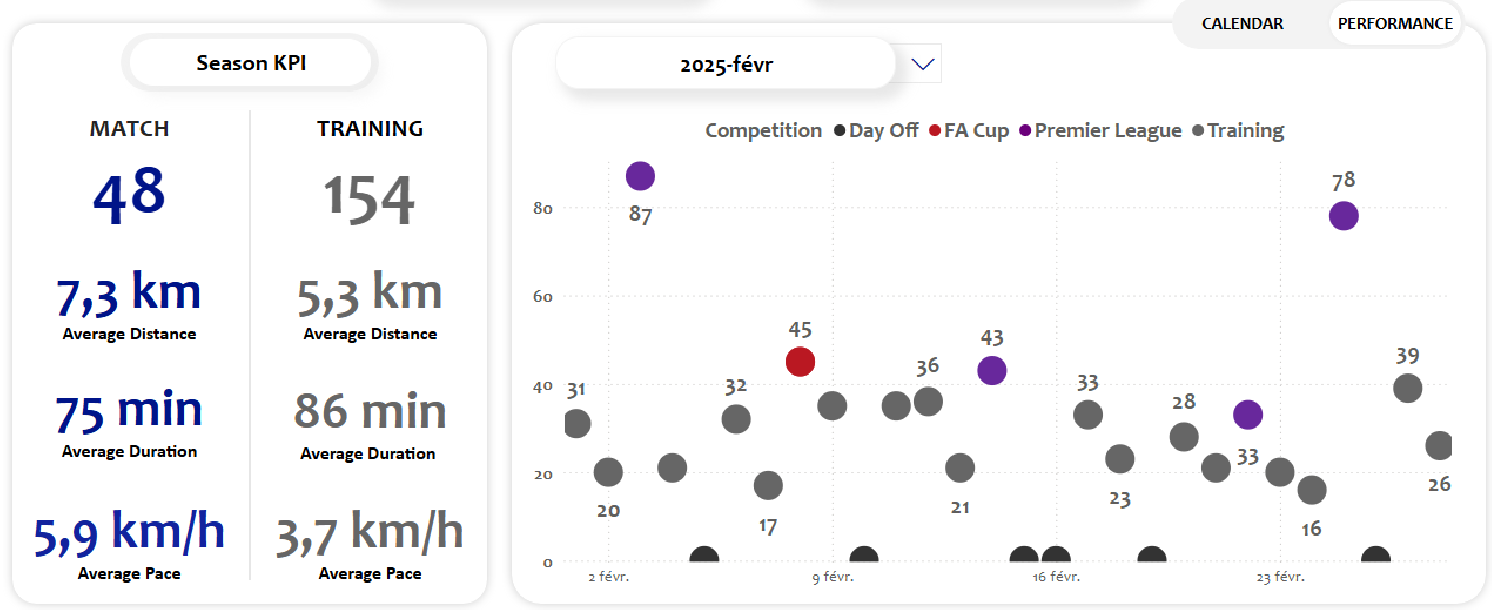 CALENDAR
PERFORMANCE
Season KPI
MATCH
TRAINING
48
154
7,3 km
Average Distance
5,3 km
Average Distance
75 min
Average Duration
86 min
Average Duration
5,9 km/h
Average Pace
3,7 km/h
Average Pace
2025-févr
Competition Day Off FA Cup Premier League Training
80
60
40
20
0
31
20
87
32
17
45
36
21
43
33
23
28
33
16
78
39
26
2 févr.
9 févr.
16 févr.
23 févr.